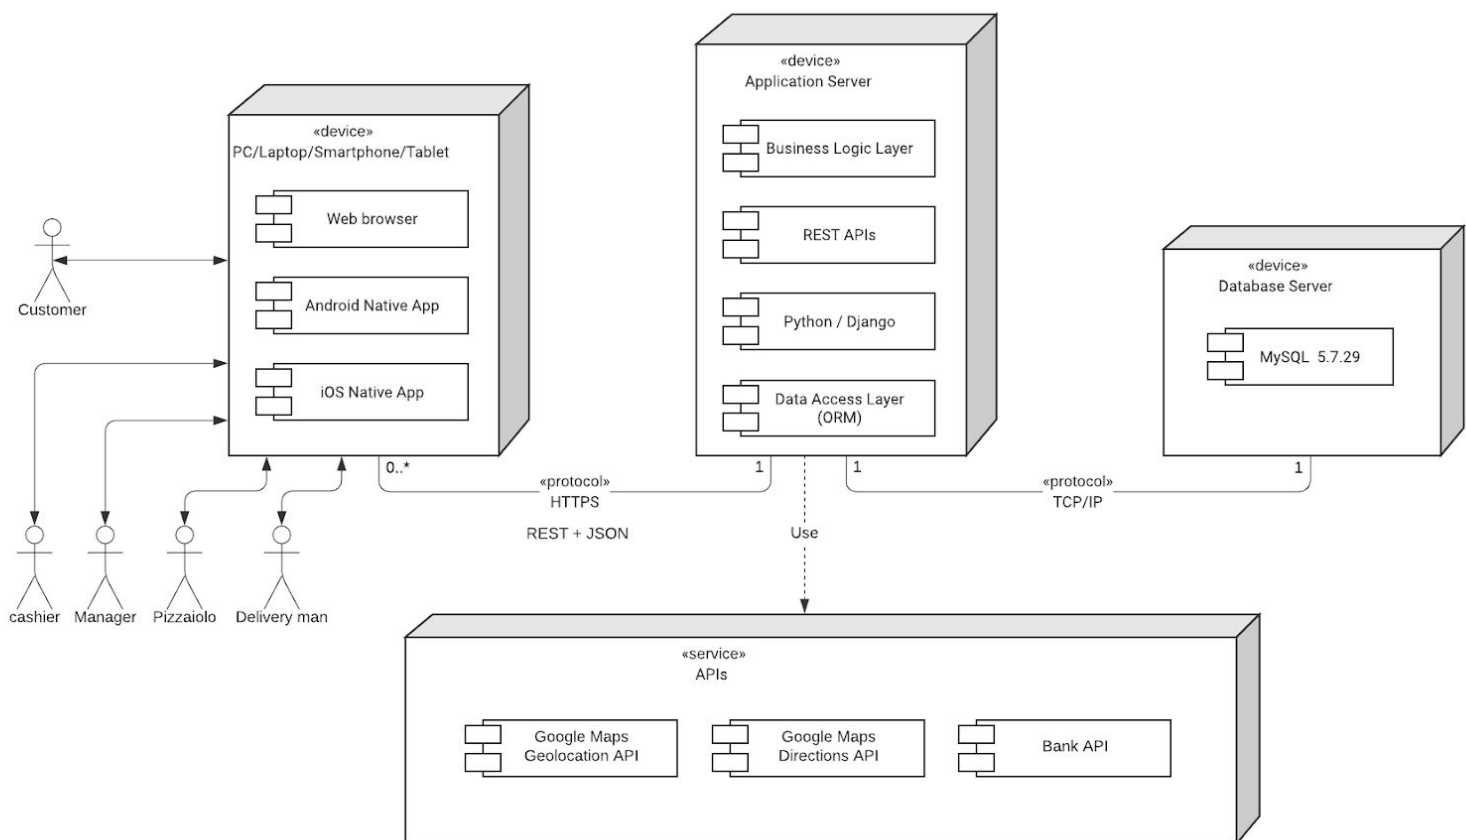 «device»
PC/Laptop/Smartphone/Tablet
Web browser
Android Native App
iOS Native App
«device»
Application Server
Business Logic Layer
REST APIs
Python / Django
Data Access Layer
(ORM)
«device»
Database Server
MySQL 5.7.29
Customer
cashier
Manager
Pizzaiolo
Delivery man
0..*
«protocol»
HTTPS
REST + JSON
1
Use
1
«protocol»
TCP/IP
1
«service»
APIs
Google Maps
Geolocation API
Google Maps
Directions API
Bank API